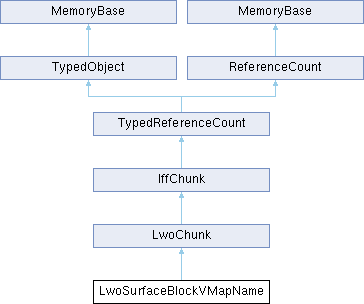 MemoryBase MemoryBase
TypedObject ReferenceCount
TypedReferenceCount
IffChunk
LwoChunk
LwoSurfaceBlockVMapName